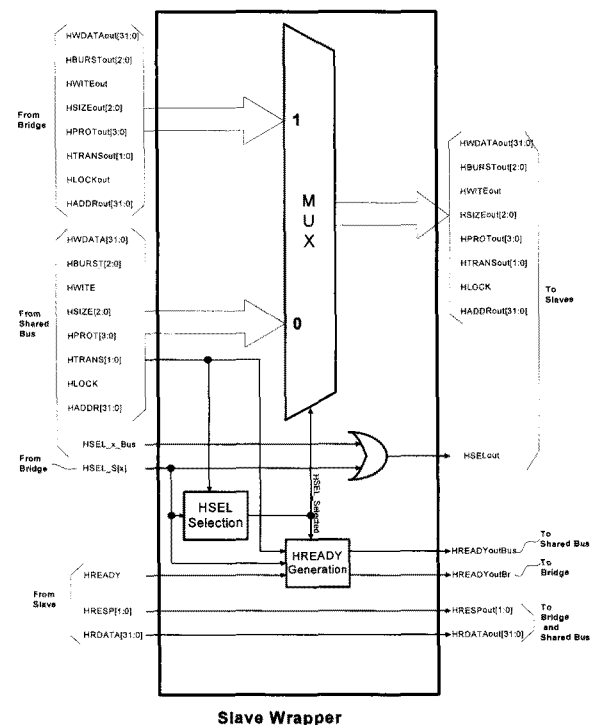 HWDATAout[31:0]
HBURSTout[2:0]
HWITEout
From
Bridge
HSIZEout[2:0]
HPROTout[3:0]
HTRANSout[1:0]
HLOCKout
HADDRout[31:0]
HWDATA[31:0]
HBURST[2:0]
HWITE
From
Shared
Bus
HSIZE[2:0]
HPROT[3:0]
HTRANS[1:0]
HLOCK
HADDR[31:0]
HSEL_x_Bus
From
Bridge
HSEL_S[x]
From
Slave
HREADY
HRESP[1:0]
HRDATA[31:0]
1
MUX
0
HSEL
Selection
HSEL_Selected
HREADY
Generation
HWDATAout[31:0]
HBURSTout[2:0]
HWITEout
HSIZEout[2:0]
HPROTout[3:0]
HTRANSout[1:0]
HLOCK
HADDRout[31:0]
To
Slaves
HSELout
HREADYoutBus
To
Shared Bus
HREADYoutBr
To
Bridge
HRESPout[1:0]
HRDATAout[31:0]
To
Bridge
and
Shared Bus
Slave Wrapper